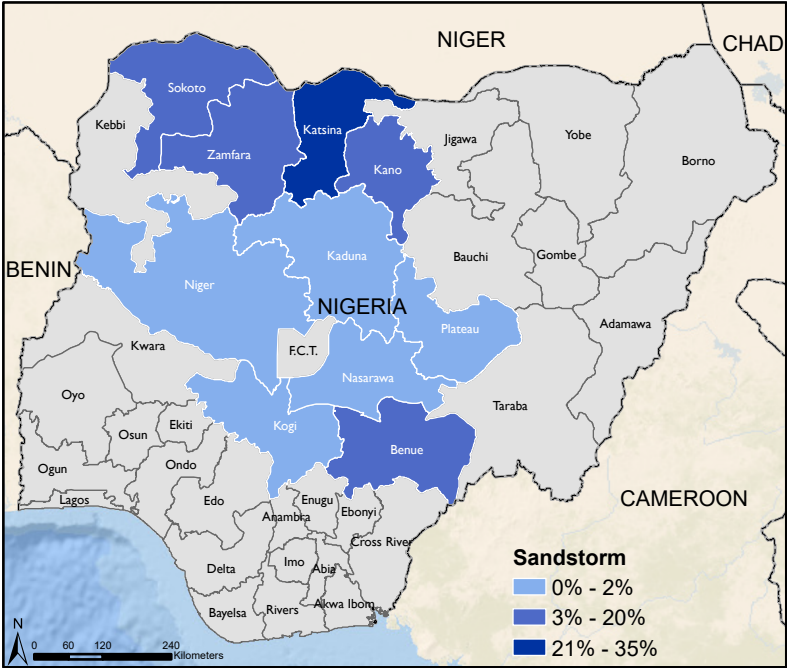 NIGER
CHAD
Sokoto
Kebbi
Katsina
Zamfara
Kano
Jigawa
Yobe
Borno
BENIN
Niger
Kaduna
NIGERIA
Bauchi
Gombe
Adamawa
Plateau
Kwara
F.C.T.
Nasarawa
Taraba
Oyo
Osun
Ekiti
Kogi
Benue
Ogun
Ondo
Lagos
Edo
Enugu
Anambra
Ebonyi
CAMEROON
Cross River
Delta
Imo
Abia
Bayelsa
Rivers
Akwa Ibom
Sandstorm
0% - 2%
3% - 20%
21% - 35%
N
0 60 120 240
Kilometers